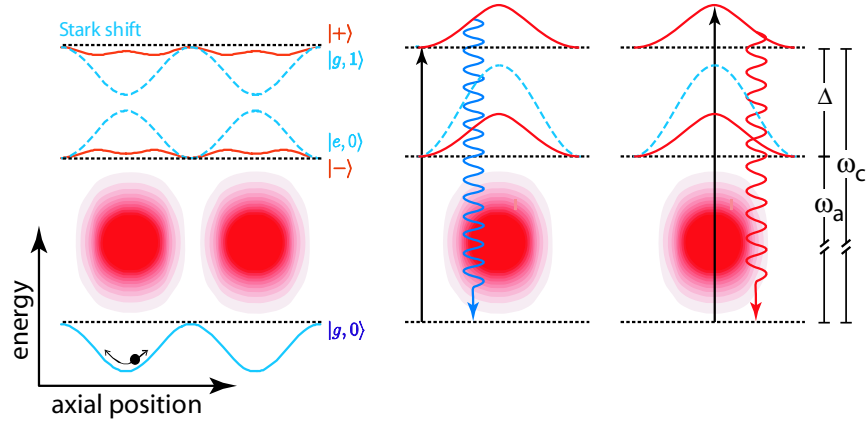 Stark shift
|+⟩
|g, 1⟩
|e, 0⟩
|−⟩
|g, 0⟩
energy
axial position
Δ
ω_a
ω_c